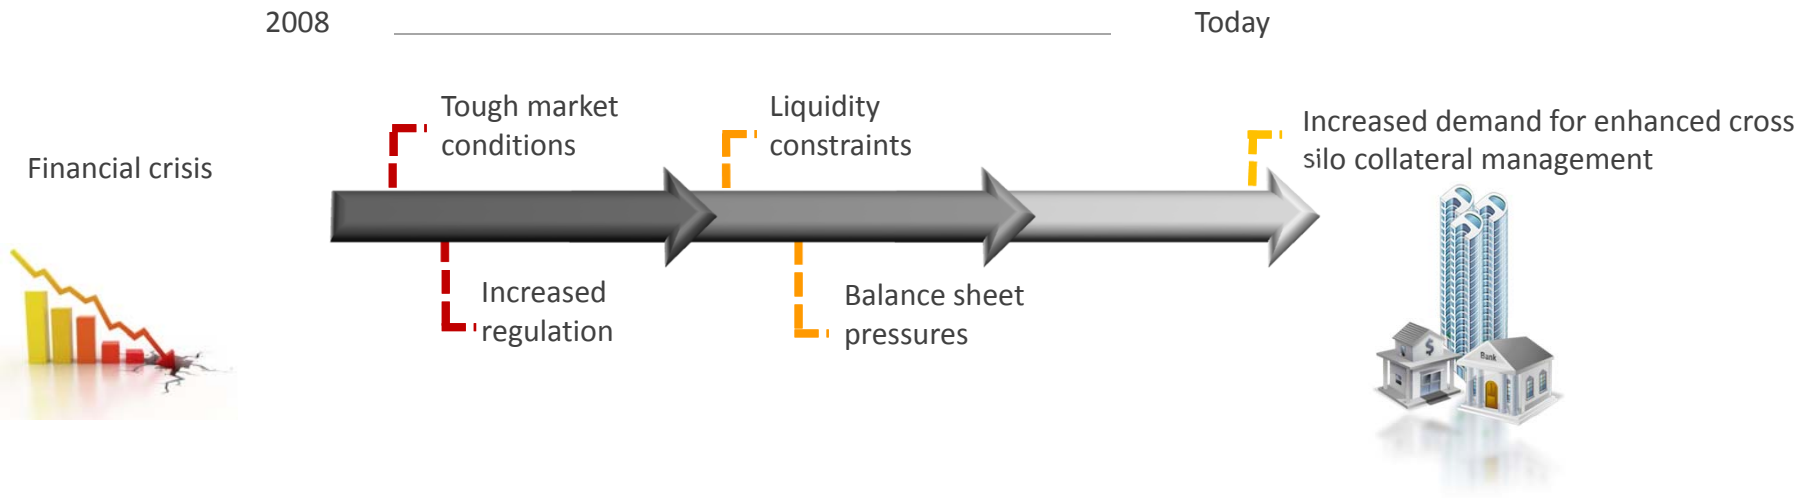 2008
Today
Tough market
conditions
Liquidity
constraints
Increased demand for enhanced cross
silo collateral management
Financial crisis
Increased
regulation
Balance sheet
pressures
$
Bank